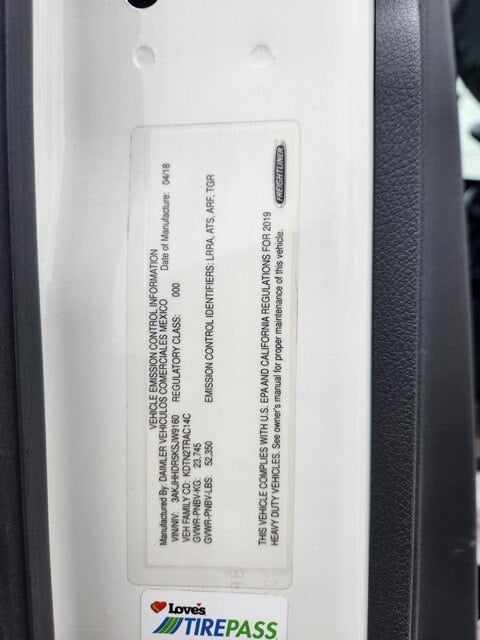 VEHICLE EMISSION CONTROL INFORMATION
Manufactured By: DAIMLER VEHICULOS COMERCIALES MEXICO Date of Manufacture: 04/18
VIN/NIV: 3AKJHHDR5KSJW9160 REGULATORY CLASS: 000
VEH FAMILY CD: KDTN2TRAC14C
GVWR-PNBV-KG: 23,745
GVWR-PNBV-LBS: 52,350 EMISSION CONTROL IDENTIFIERS: LRRA, ATS, ARF, TGR
THIS VEHICLE COMPLIES WITH U.S. EPA AND CALIFORNIA REGULATIONS FOR 2019
HEAVY DUTY VEHICLES. See owner's manual for proper maintenance of this vehicle.
FREIGHTLINER
Love's
TIREPASS